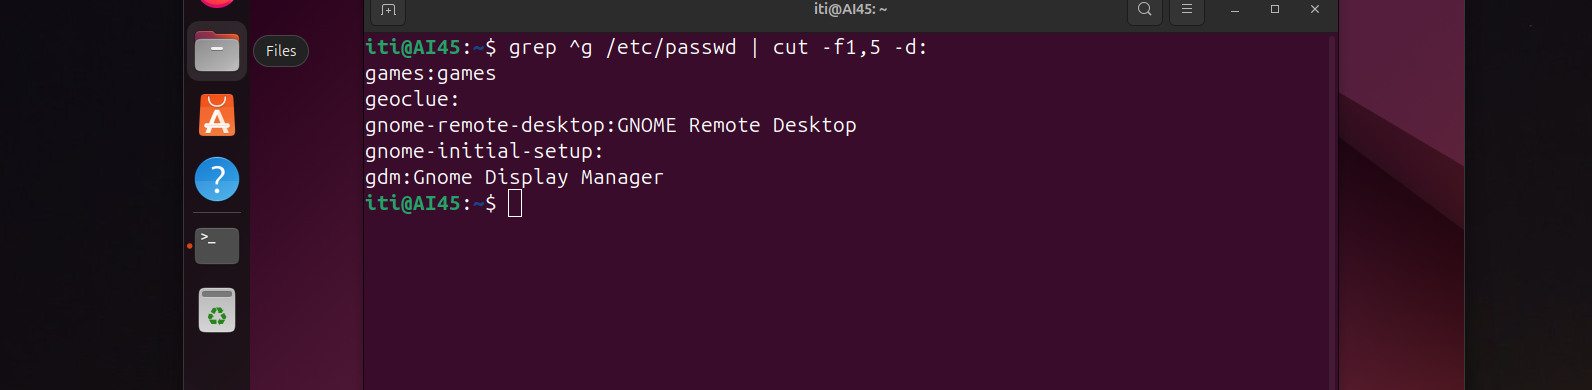 iti@AI45: ~
Files
iti@AI45:~$ grep ^g /etc/passwd | cut -f1,5 -d:
games:games
geoclue:
gnome-remote-desktop:GNOME Remote Desktop
gnome-initial-setup:
gdm:Gnome Display Manager
iti@AI45:~$
>_